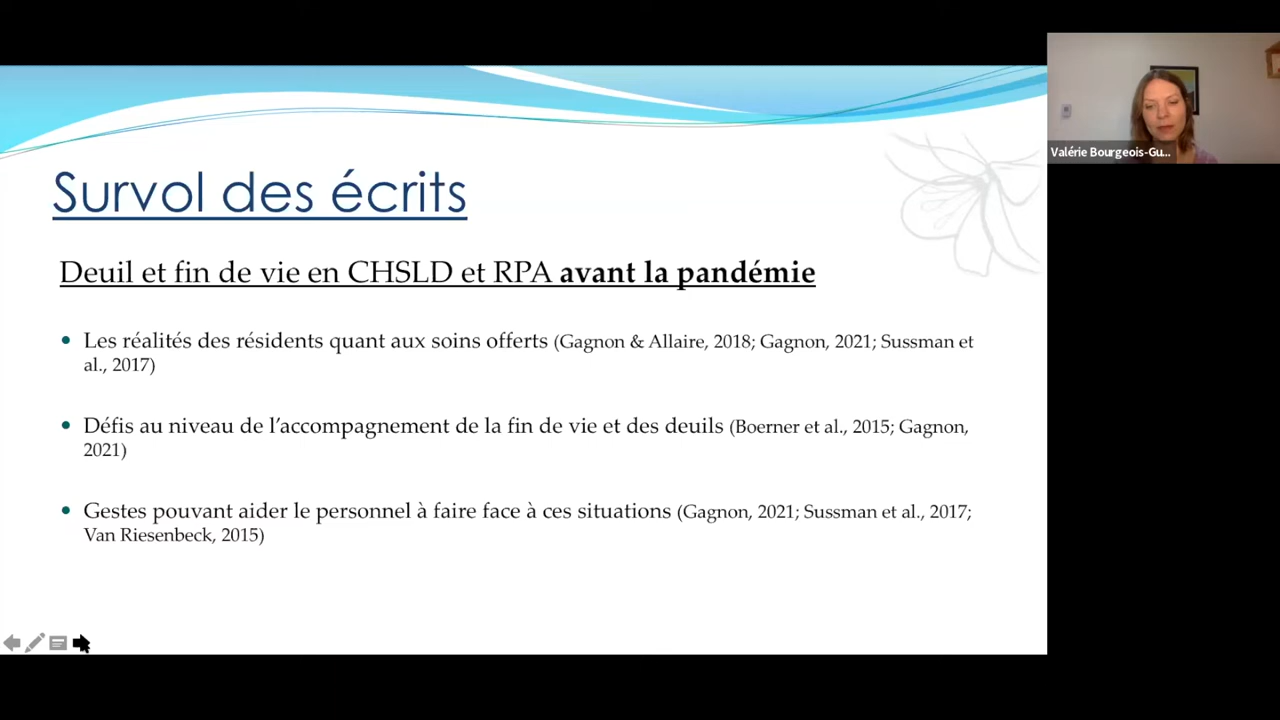 Survol des écrits
Deuil et fin de vie en CHSLD et RPA avant la pandémie
• Les réalités des résidents quant aux soins offerts (Gagnon & Allaire, 2018; Gagnon, 2021; Sussman et
al., 2017)
• Défis au niveau de l'accompagnement de la fin de vie et des deuils (Boerner et al., 2015; Gagnon,
2021)
• Gestes pouvant aider le personnel à faire face à ces situations (Gagnon, 2021; Sussman et al., 2017;
Van Riesenbeck, 2015)
Valérie Bourgeois-Gu...